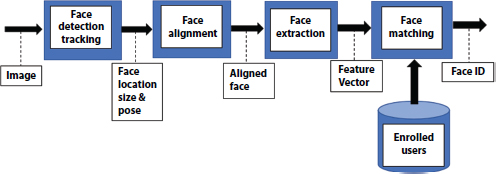 Face
detection
tracking
Face
alignment
Face
extraction
Face
matching
Image
Face
location
size &
pose
Aligned
face
Feature
Vector
Face ID
Enrolled
users